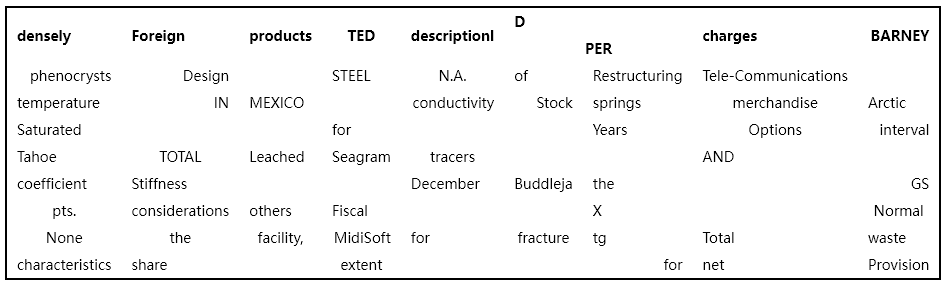 densely Foreign products TED descriptionl D PER charges BARNEY
phenocrysts Design STEEL N.A. of Restructuring Tele-Communications
temperature IN MEXICO conductivity Stock springs merchandise Arctic
Saturated for Years Options interval
Tahoe TOTAL Leached Seagram tracers AND
coefficient Stiffness December Buddleja the GS
pts. considerations others Fiscal X Normal
None the facility, MidiSoft for fracture tg Total waste
characteristics share extent for net Provision